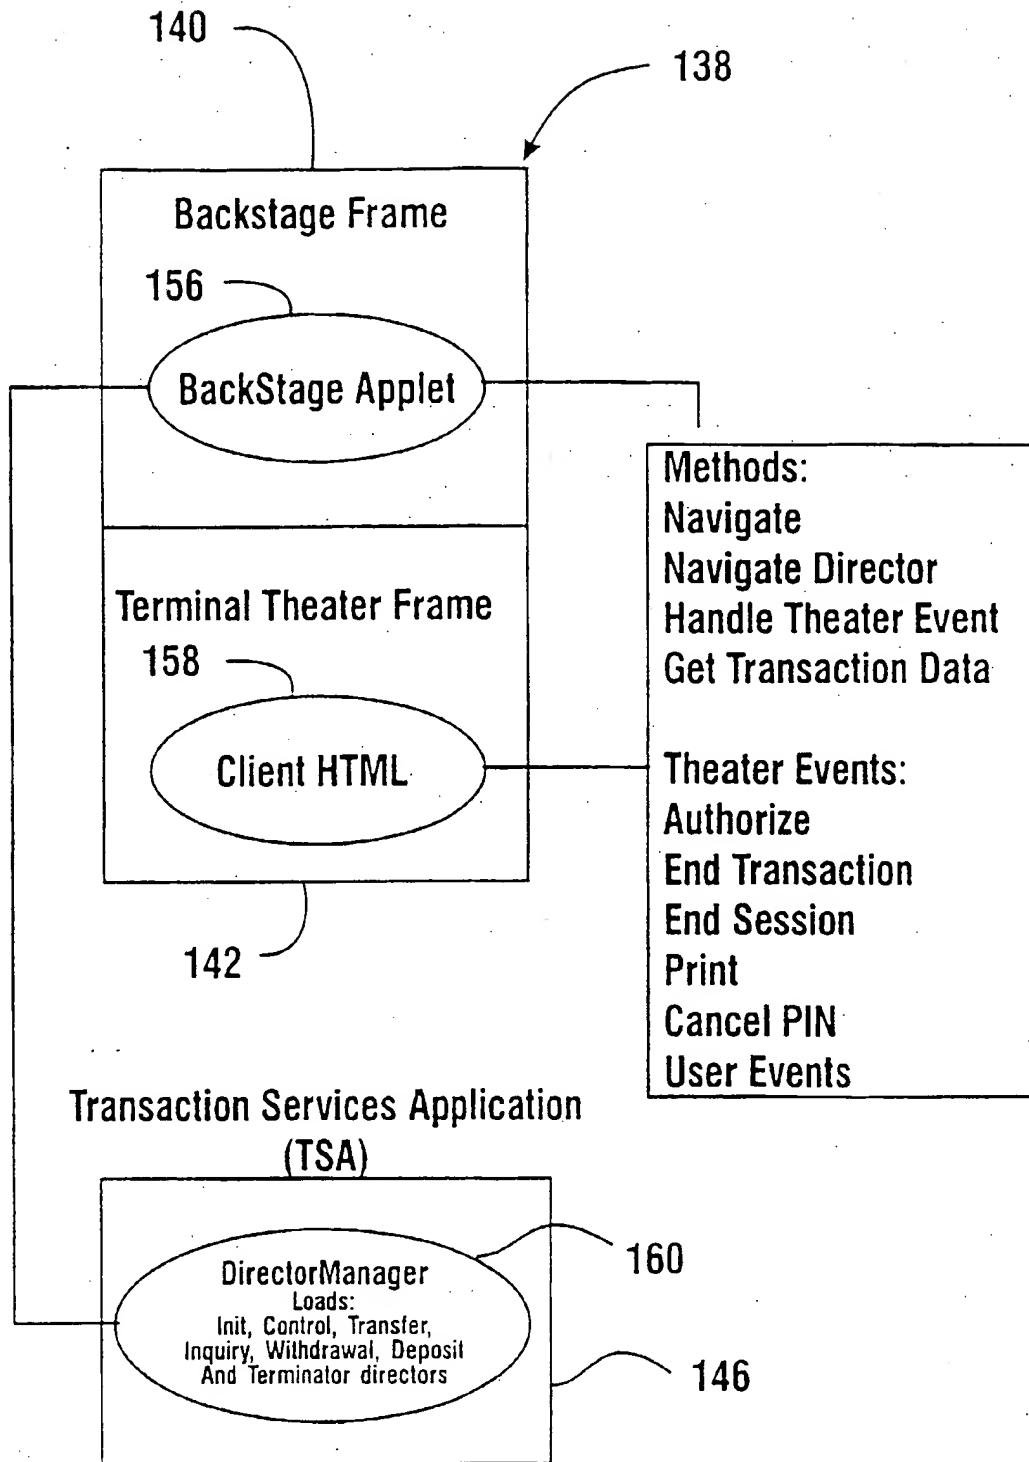 140
138
Backstage Frame
156
BackStage Applet
Methods:
Navigate
Navigate Director
Handle Theater Event
Get Transaction Data
Terminal Theater Frame
158
Client HTML
Theater Events:
Authorize
End Transaction
End Session
Print
Cancel PIN
User Events
142
Transaction Services Application
(TSA)
DirectorManager
Loads:
Init, Control, Transfer,
Inquiry, Withdrawal, Deposit
And Terminator directors
160
146